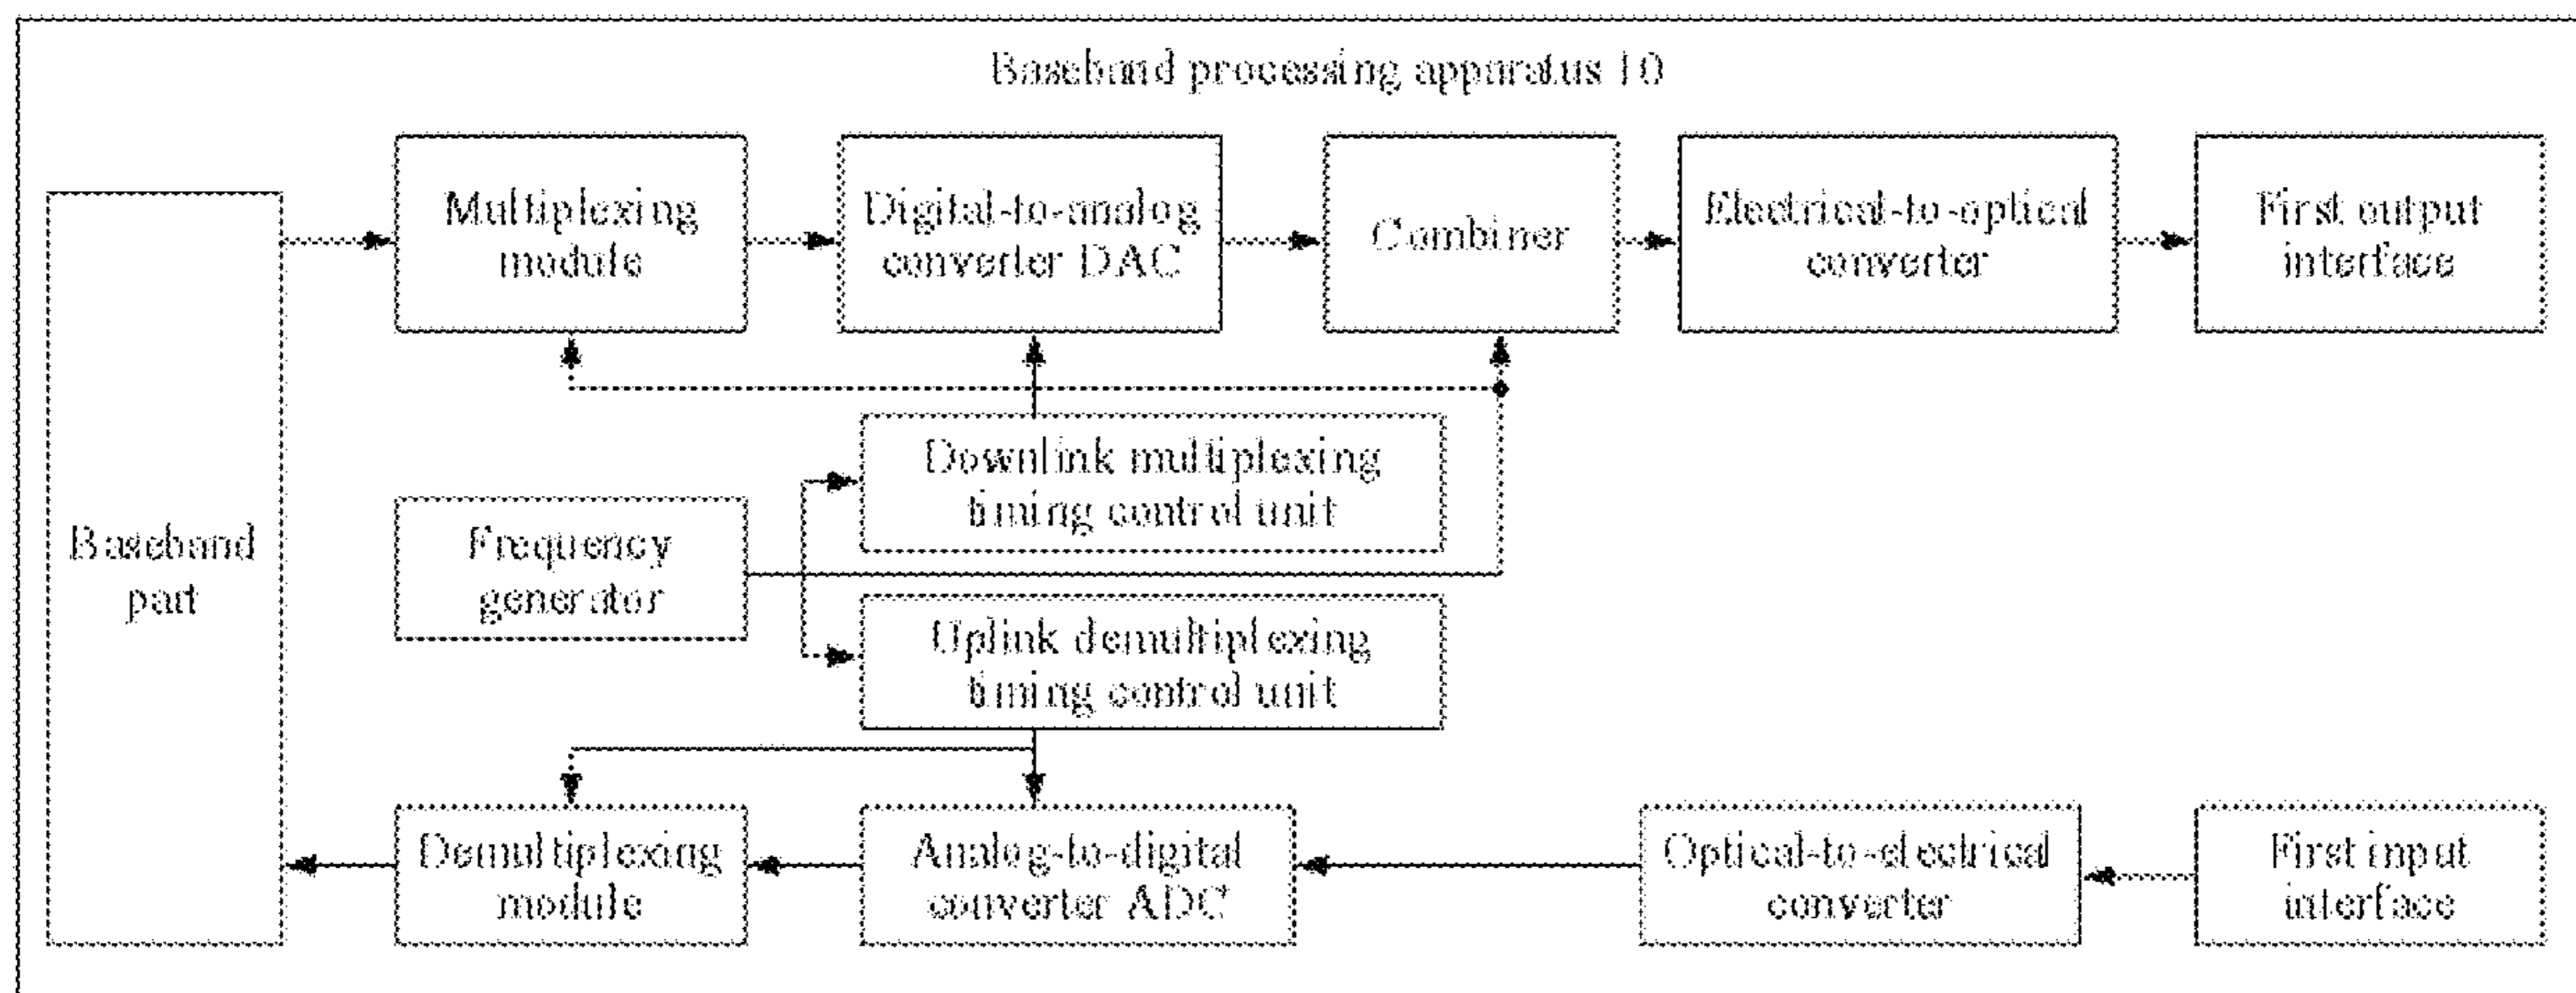 Baseband processing apparatus 10
Multiplexing
module
Digital-to-analog
converter DAC
Combiner
Electrical-to-optical
converter
First output
interface
Downlink multiplexing
timing control unit
Baseband
part
Frequency
generator
Uplink demultiplexing
timing control unit
Demultiplexing
module
Analog-to-digital
converter ADC
Optical-to-electrical
converter
First input
interface